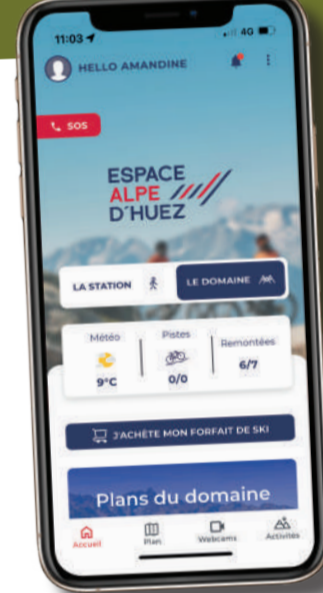 11:03 4G
HELLO AMANDINE
SOS
ESPACE
ALPE
D'HUEZ
LA STATION LE DOMAINE
Météo Pistes Remontées
9°C 0/0 6/7
J'ACHÈTE MON FORFAIT DE SKI
Plans du domaine
Accueil Plan Webcams Activités